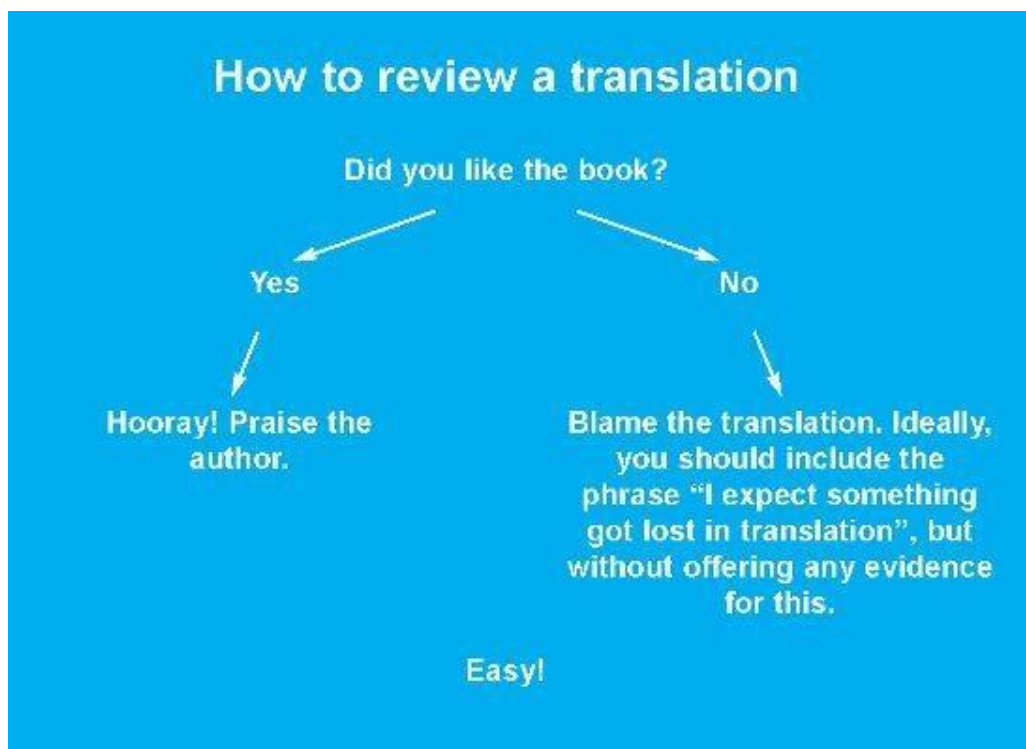 How to review a translation
Did you like the book?
Yes
No
Hooray! Praise the
author.
Blame the translation. Ideally,
you should include the
phrase “I expect something
got lost in translation”, but
without offering any evidence
for this.
Easy!